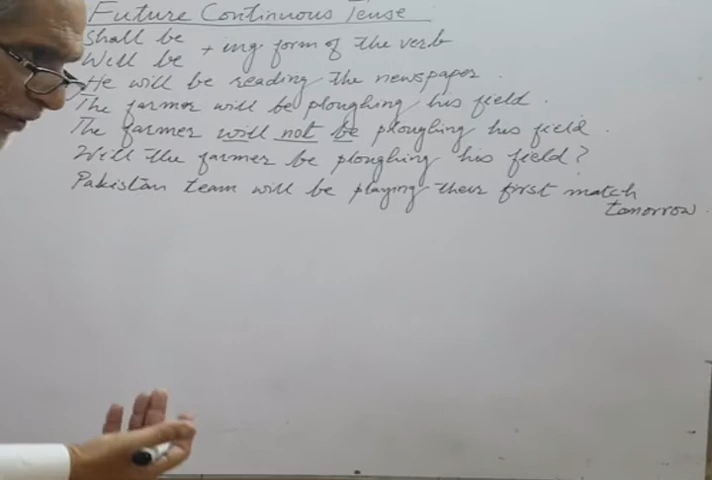 Future Continuous Tense
Shall be
Will be + ing form of the verb
He will be reading the newspaper.
The farmer will be ploughing his field.
The farmer will not be ploughing his field.
Will the farmer be ploughing his field?
Pakistan team will be playing their first match
tomorrow.